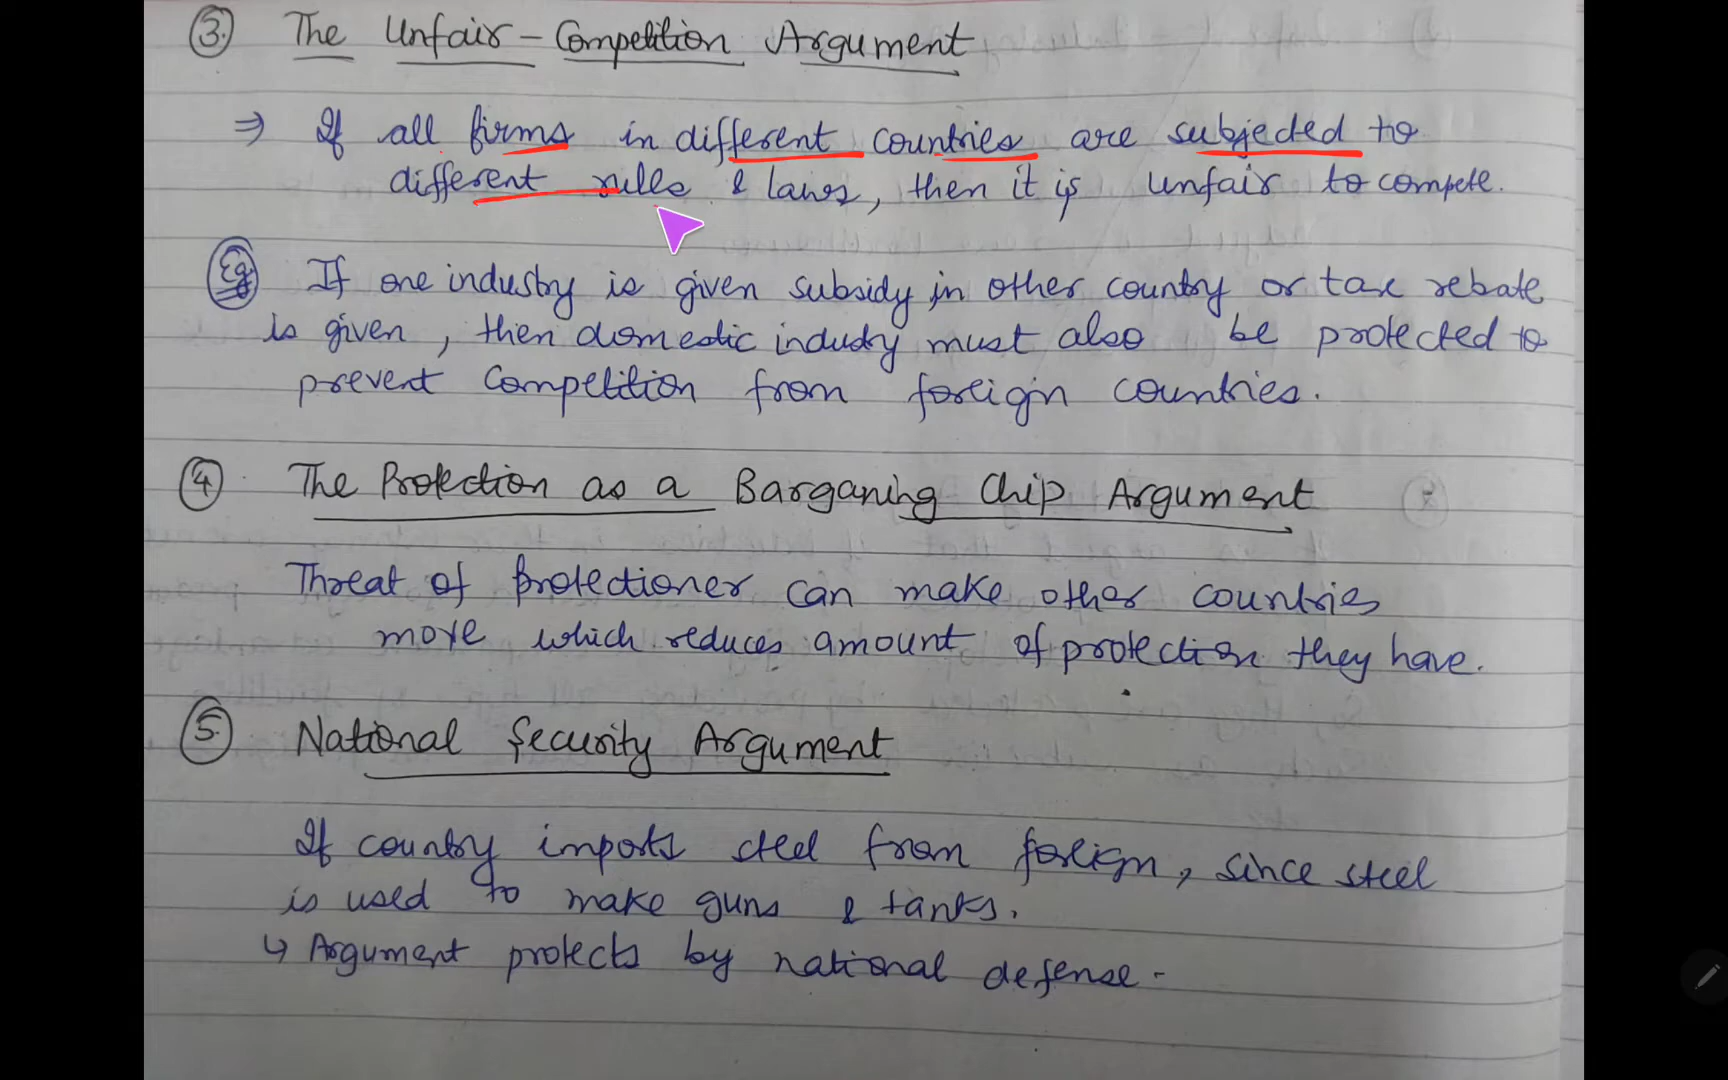 3. The Unfair-Competition Argument
⇒ If all firms in different countries are subjected to
different rules & laws, then it is unfair to compete.
Eg If one industry is given subsidy in other country or tax rebate
is given, then domestic industry must also be protected to
prevent competition from foreign countries.
4. The Protection as a Barganing Chip Argument
Threat of protectioner can make other countries
more which reduces amount of protection they have.
5. National Security Argument
If country imports steel from foreign, since steel
is used to make guns & tanks.
↳ Argument protects by national defense -